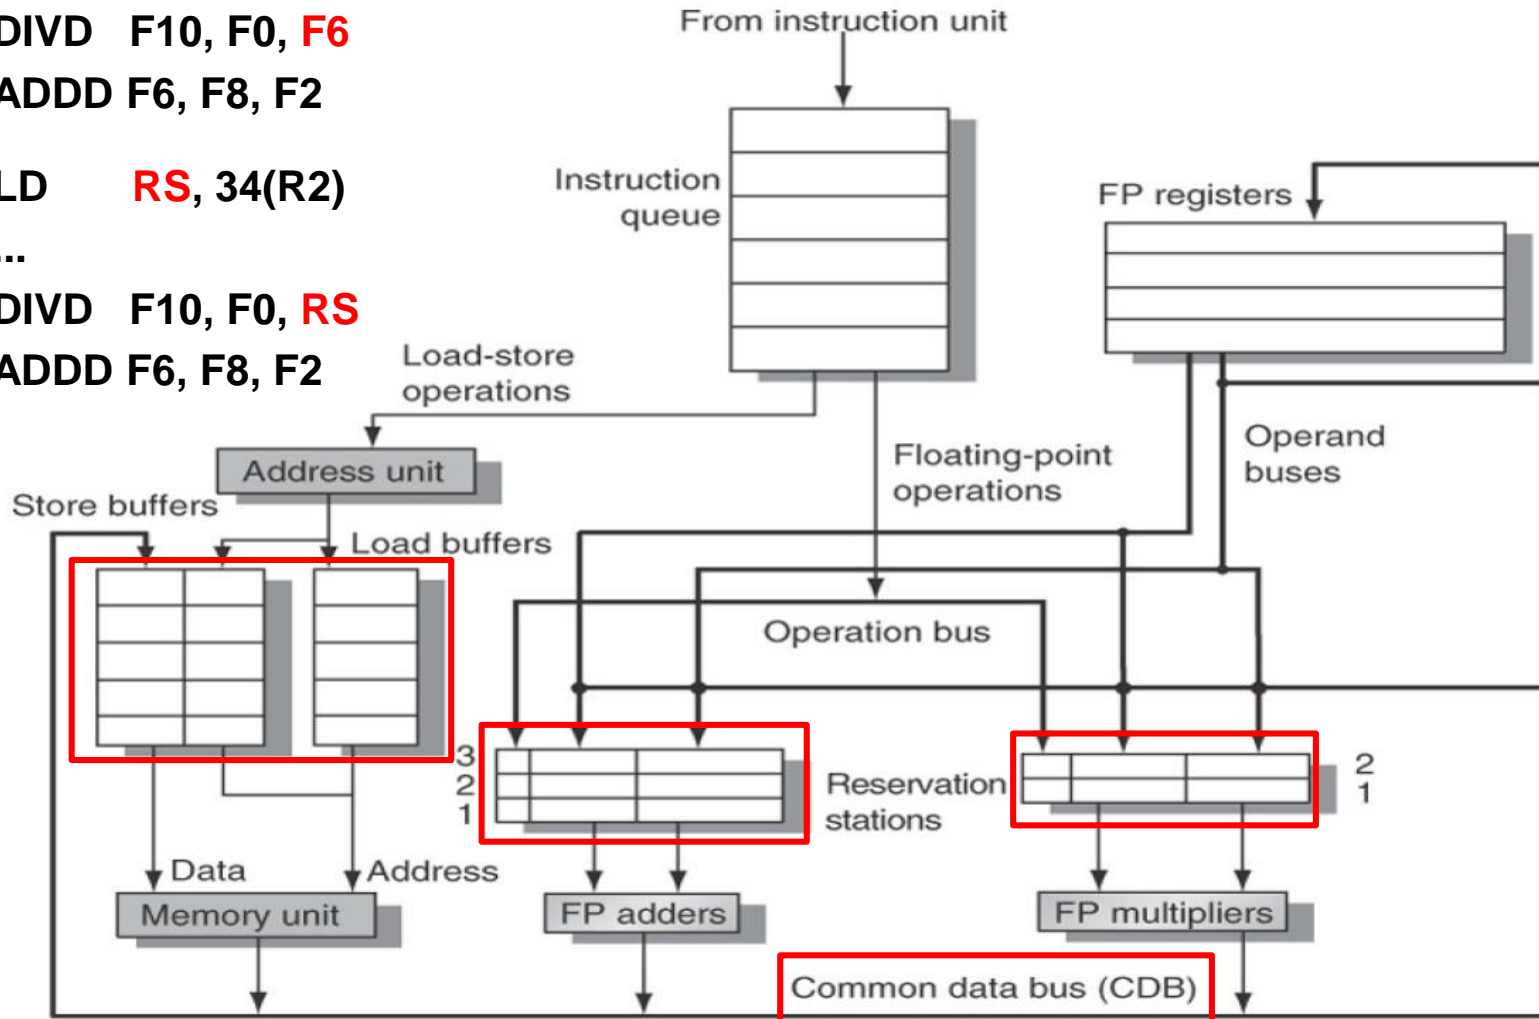 DIVD F10, F0, F6
ADDD F6, F8, F2
LD RS, 34(R2)
...
DIVD F10, F0, RS
ADDD F6, F8, F2
From instruction unit
Instruction
queue
FP registers
Load-store
operations
Address unit
Floating-point
operations
Operand
buses
Store buffers
Load buffers
Operation bus
3
2
1
Reservation
stations
2
1
Data
Address
Memory unit
FP adders
FP multipliers
Common data bus (CDB)